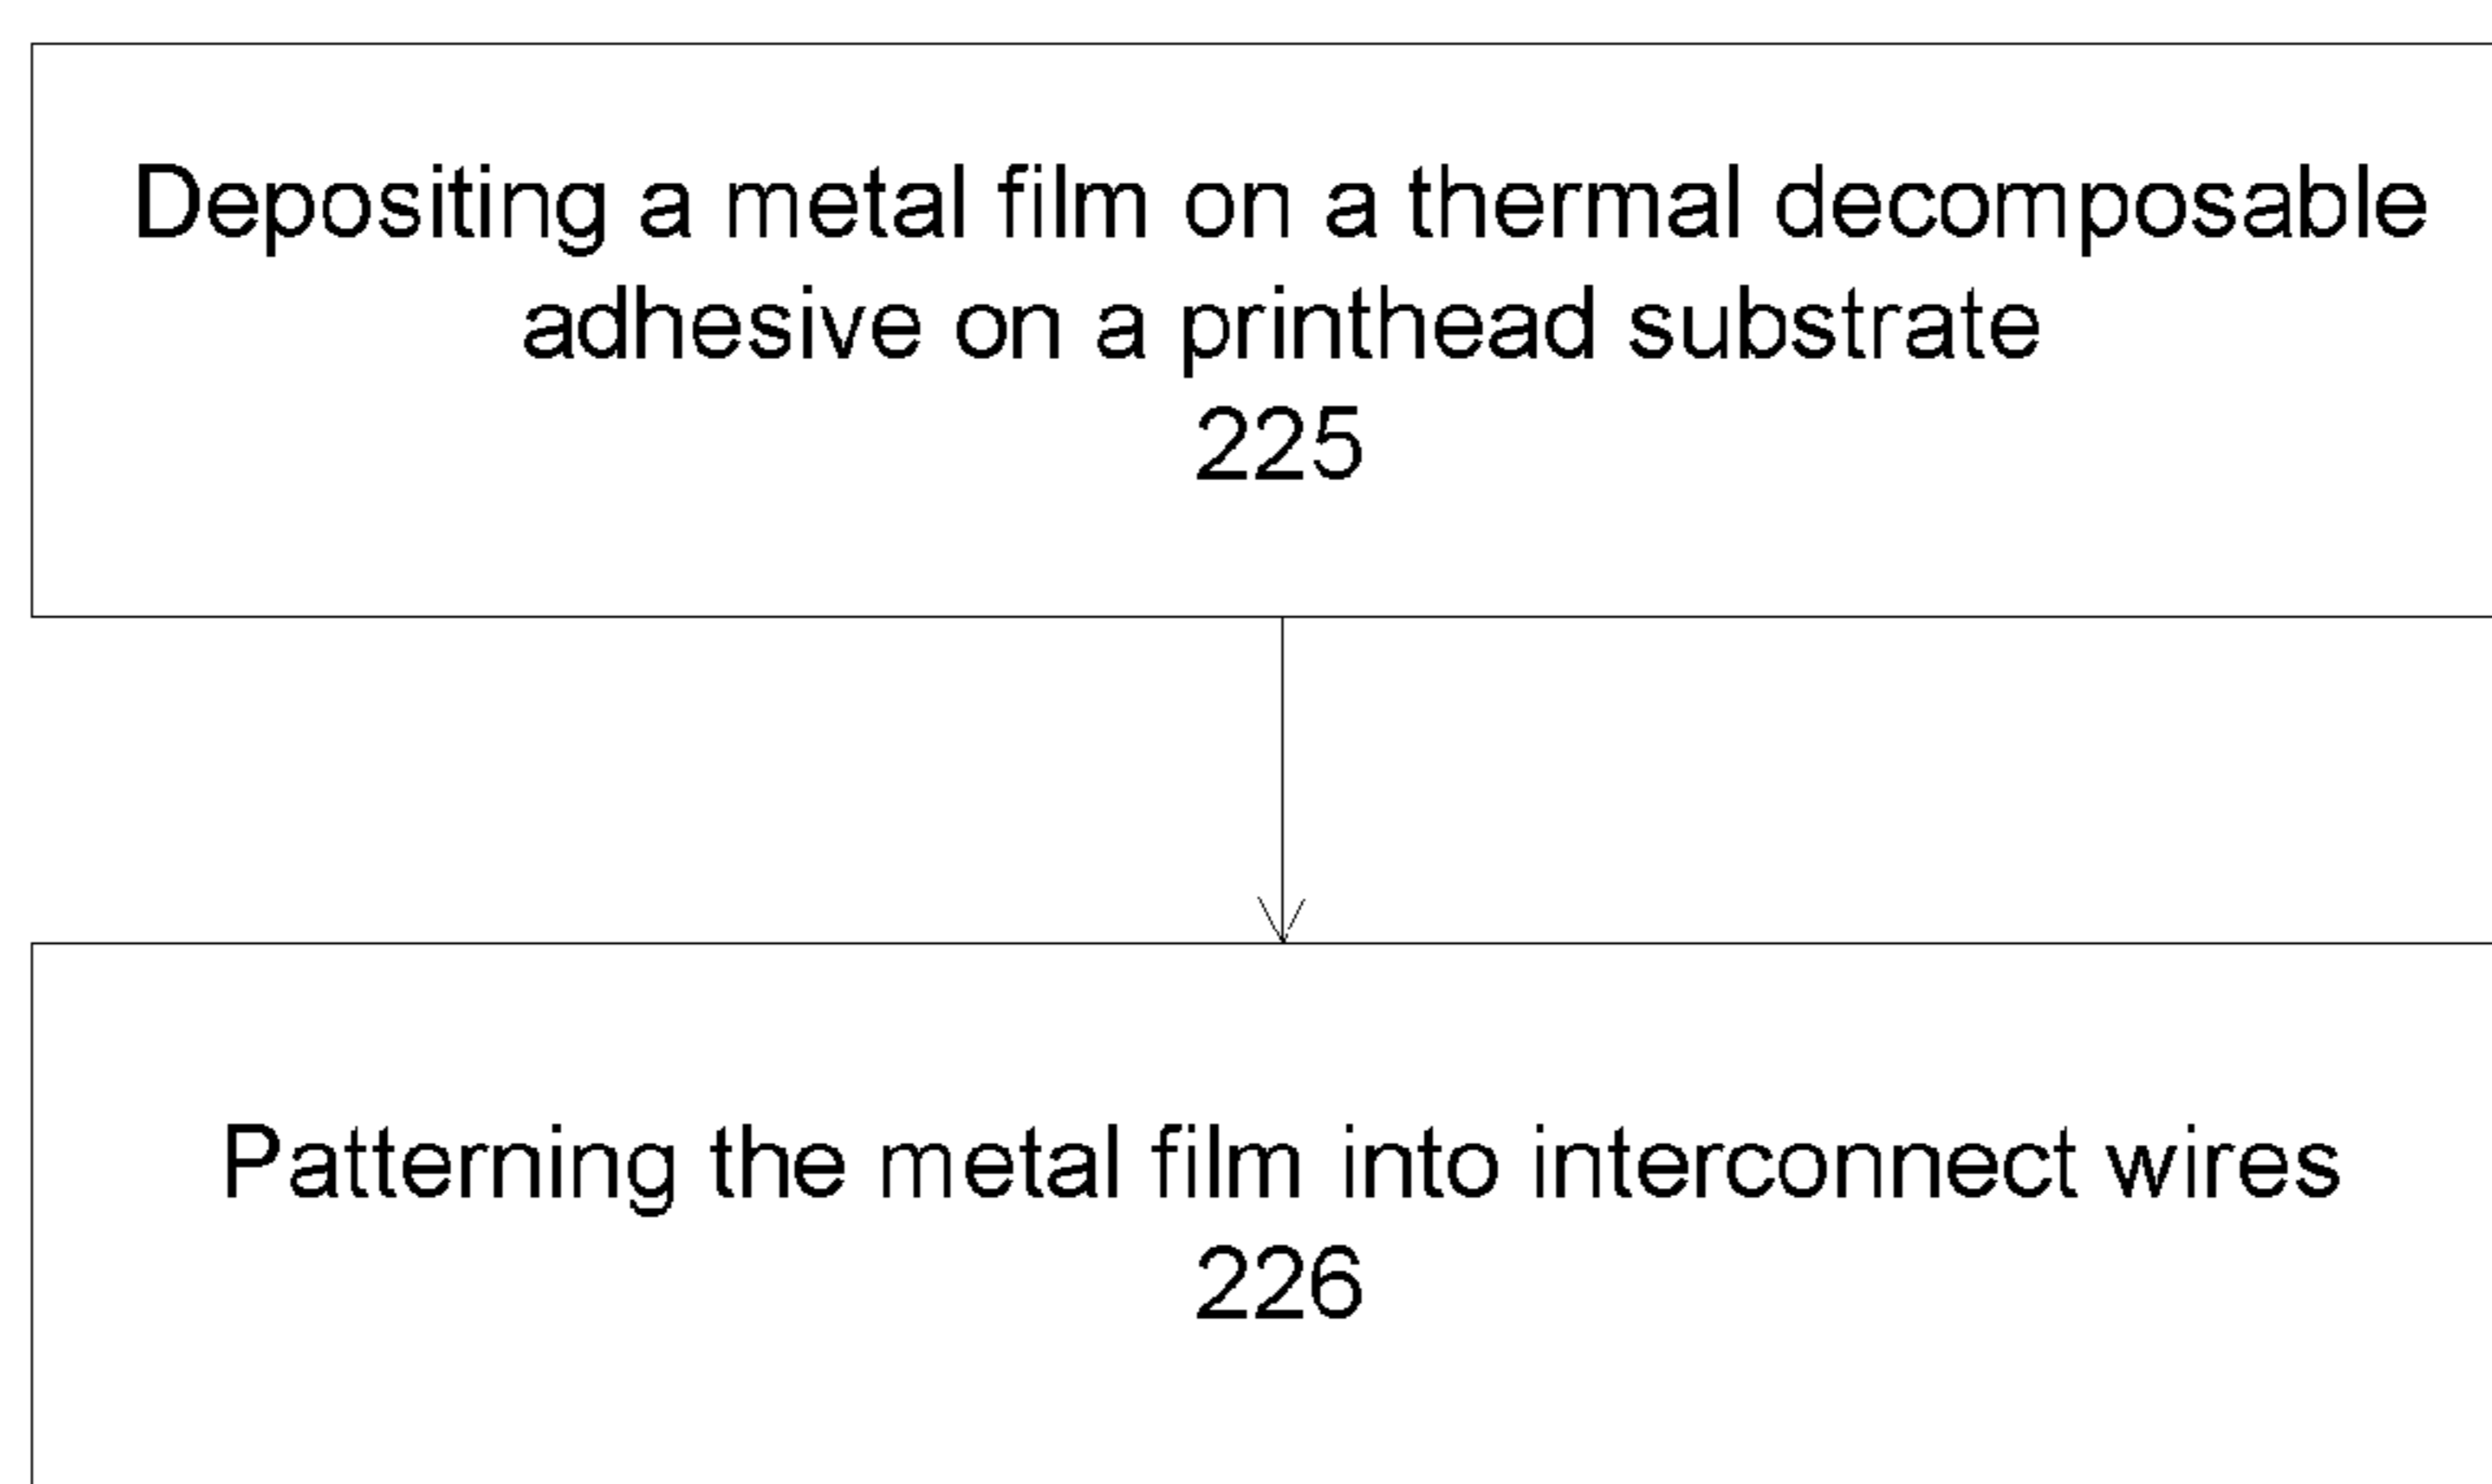 Depositing a metal film on a thermal decomposable
adhesive on a printhead substrate
225
Patterning the metal film into interconnect wires
226